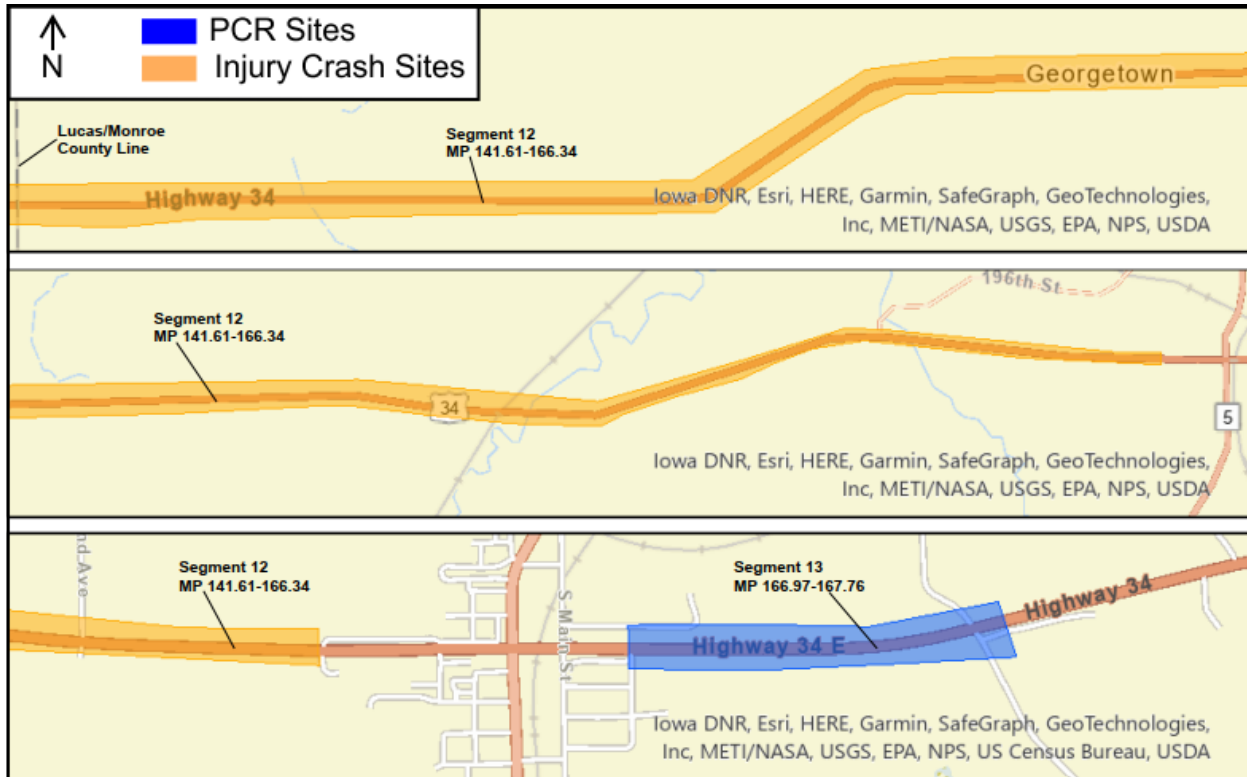 N
PCR Sites
Injury Crash Sites
Georgetown
Lucas/Monroe
County Line
Segment 12
MP 141.61-166.34
Highway 34
Iowa DNR, Esri, HERE, Garmin, SafeGraph, GeoTechnologies,
Inc, METI/NASA, USGS, EPA, NPS, USDA
196th St
Segment 12
MP 141.61-166.34
34
5
Iowa DNR, Esri, HERE, Garmin, SafeGraph, GeoTechnologies,
Inc, METI/NASA, USGS, EPA, NPS, USDA
nd Ave
Segment 12
MP 141.61-166.34
S Main St
Segment 13
MP 166.97-167.76
Highway 34
Highway 34 E
Iowa DNR, Esri, HERE, Garmin, SafeGraph, GeoTechnologies,
Inc, METI/NASA, USGS, EPA, NPS, US Census Bureau, USDA